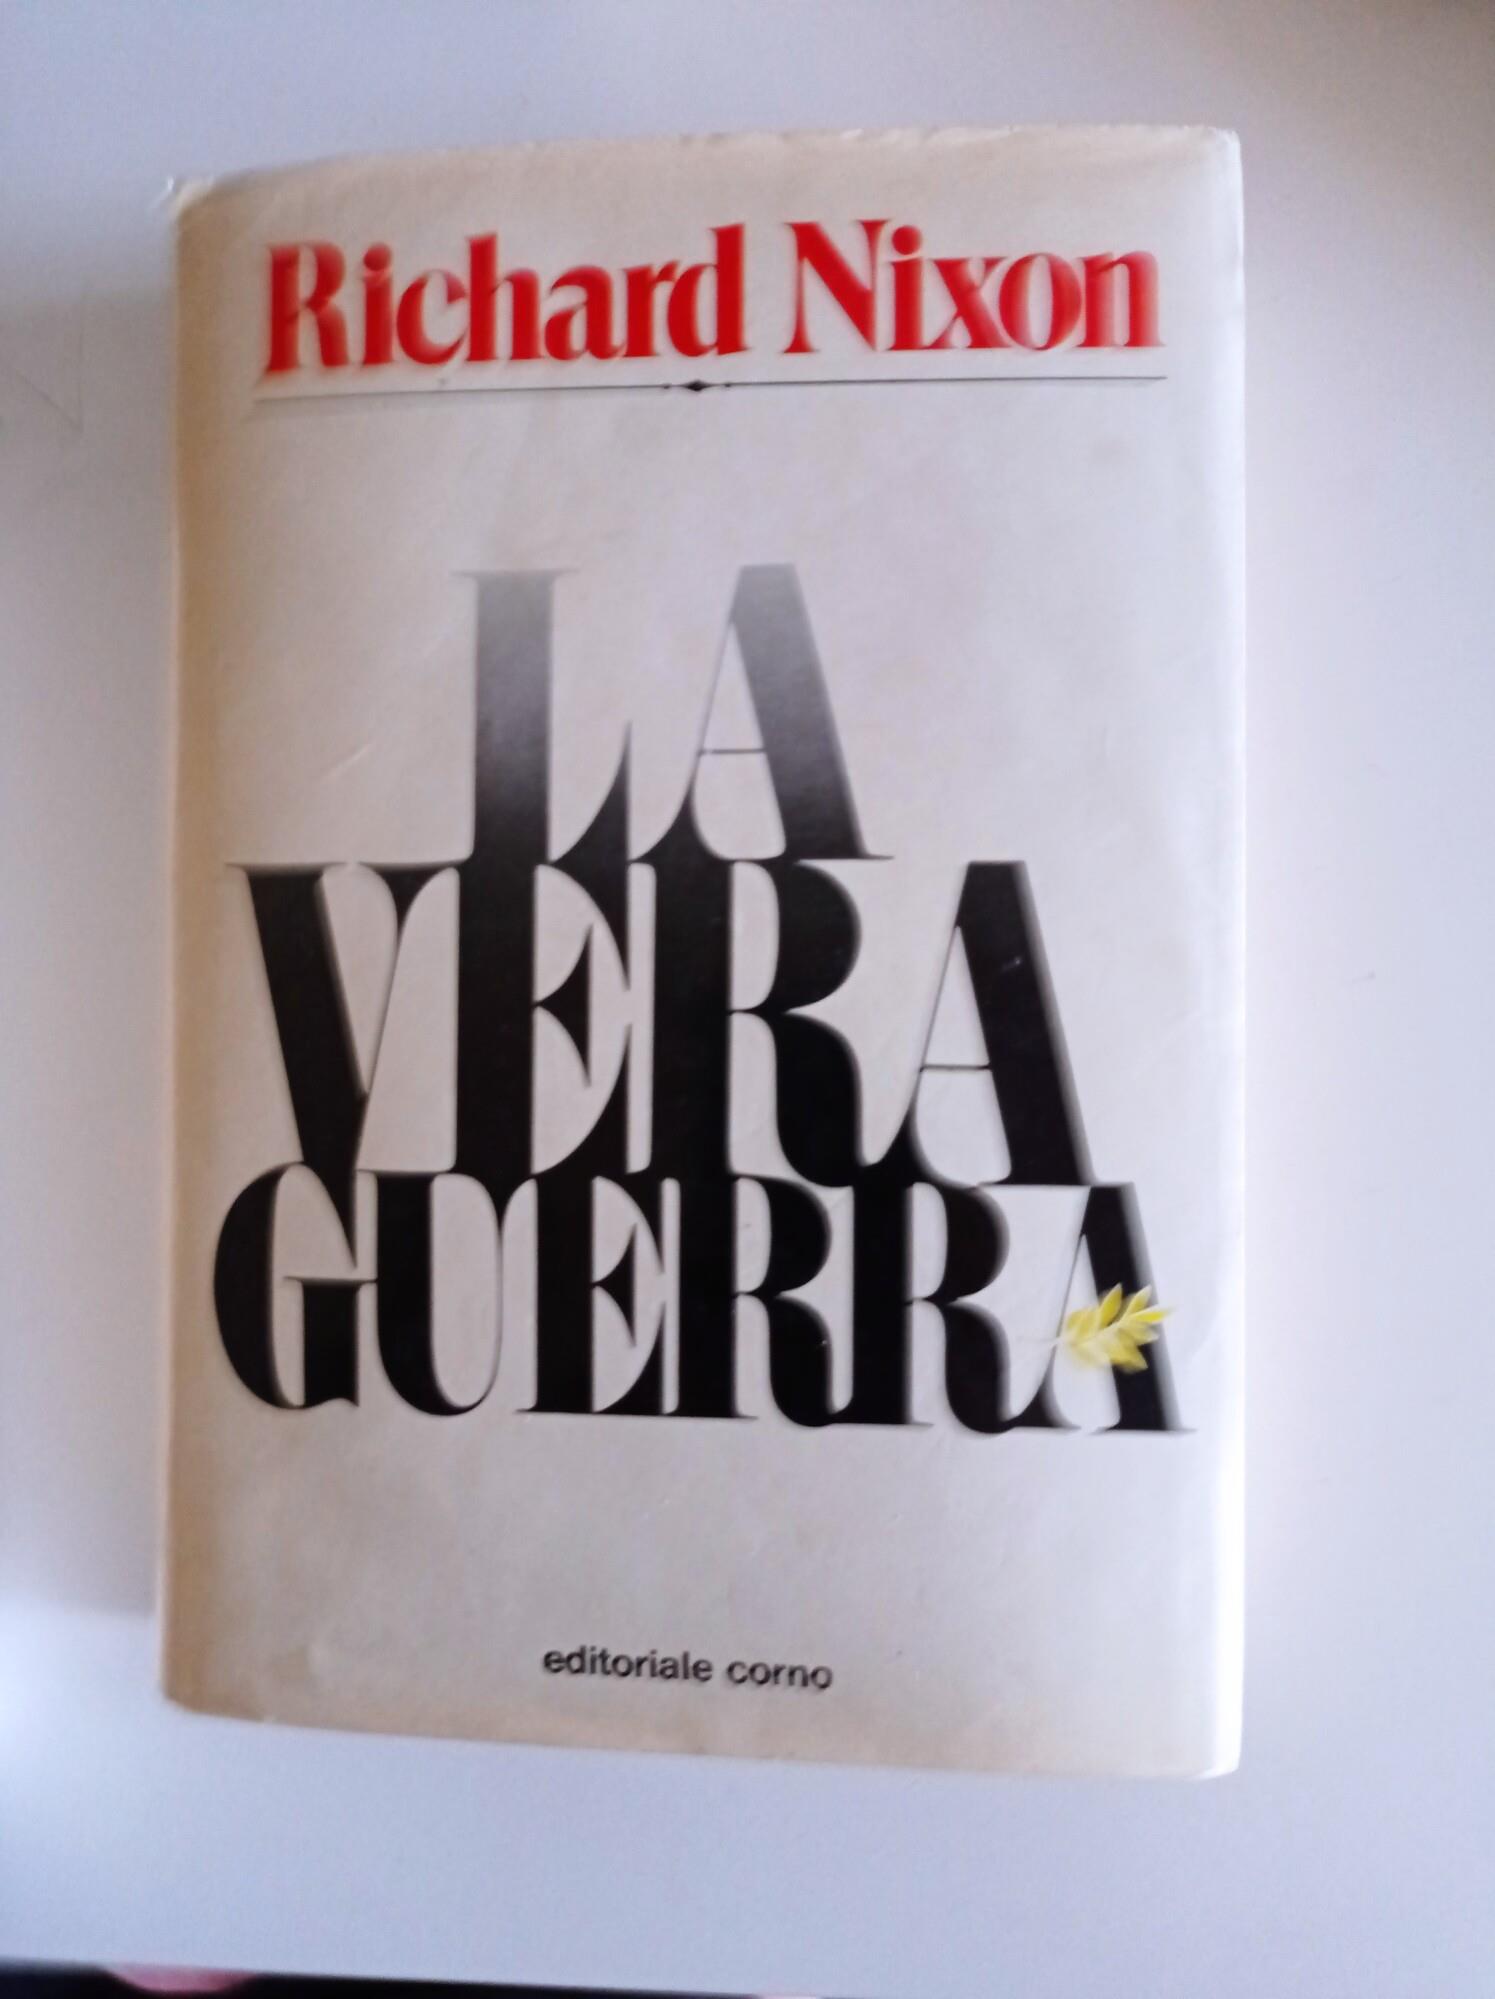 Richard Nixon
LA
VERA
GUERRA
editoriale corno